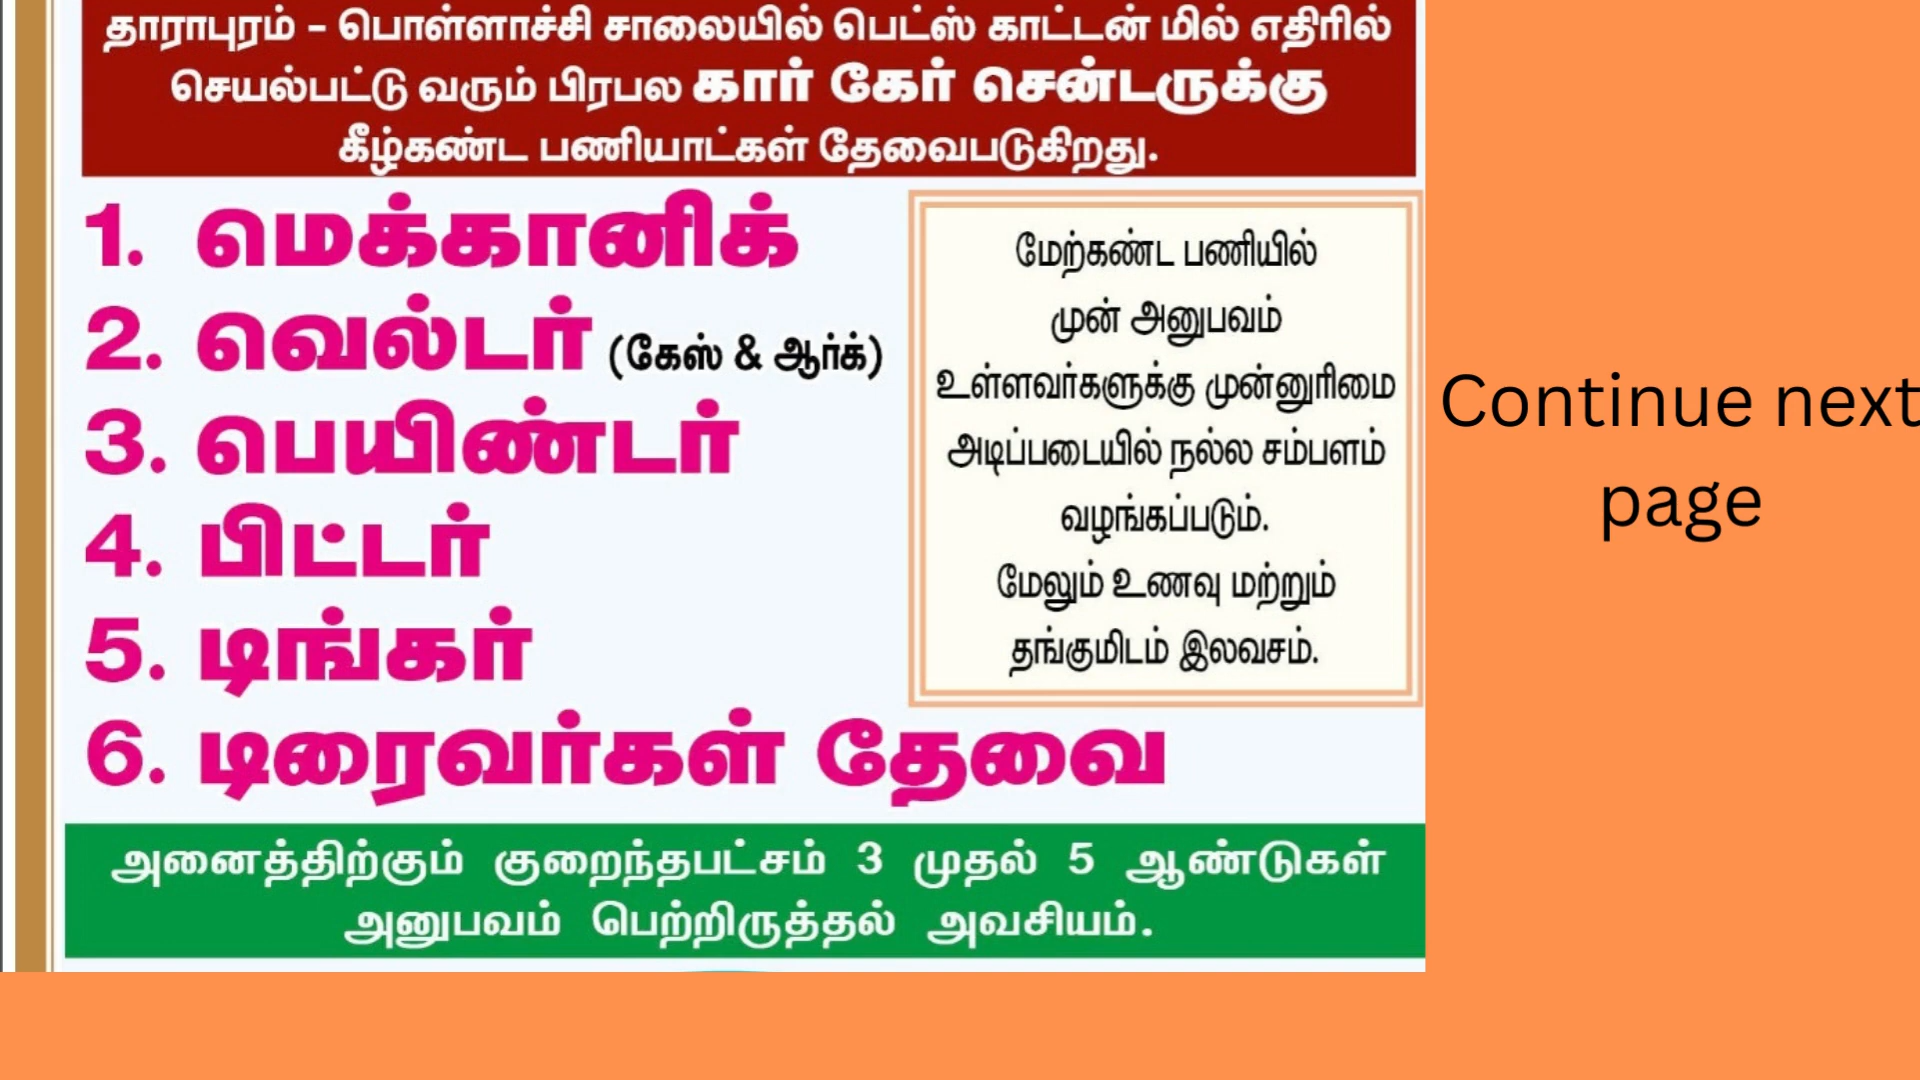 தாராபுரம் - பொள்ளாச்சி சாலையில் பெட்ஸ் காட்டன் மில் எதிரில்
செயல்பட்டு வரும் பிரபல கார் கேர் சென்டருக்கு
கீழ்கண்ட பணியாட்கள் தேவைபடுகிறது.
1. மெக்கானிக்
2. வெல்டர் (கேஸ் & ஆர்க்)
3. பெயிண்டர்
4. பிட்டர்
5. டிங்கர்
6. டிரைவர்கள் தேவை
மேற்கண்ட பணியில்
முன் அனுபவம்
உள்ளவர்களுக்கு முன்னுரிமை
அடிப்படையில் நல்ல சம்பளம்
வழங்கப்படும்.
மேலும் உணவு மற்றும்
தங்குமிடம் இலவசம்.
அனைத்திற்கும் குறைந்தபட்சம் 3 முதல் 5 ஆண்டுகள்
அனுபவம் பெற்றிருத்தல் அவசியம்.
Continue next
page